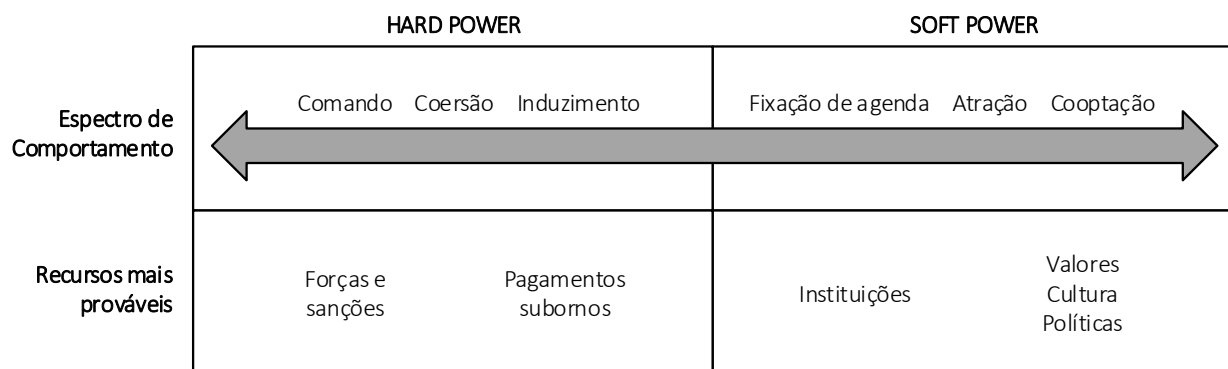 HARD POWER
SOFT POWER
Espectro de
Comportamento
Comando Coersão Induzimento
Fixação de agenda Atração Cooptação
Recursos mais
prováveis
Forças e
sanções
Pagamentos
subornos
Instituições
Valores
Cultura
Políticas